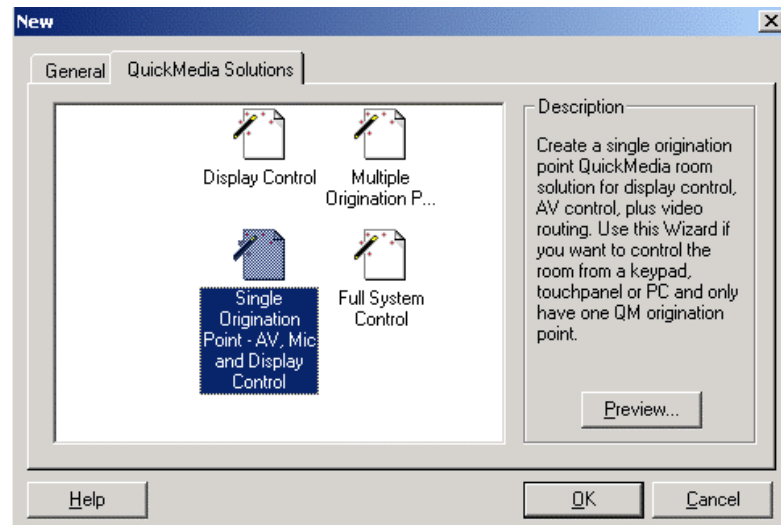 New
General QuickMedia Solutions
Display Control
Multiple
Origination P...
Single
Origination
Point - AV, Mic
and Display
Control
Full System
Control
Description
Create a single origination
point QuickMedia room
solution for display control,
AV control, plus video
routing. Use this Wizard if
you want to control the
room from a keypad,
touchpanel or PC and only
have one QM origination
point.
Preview...
Help
OK
Cancel